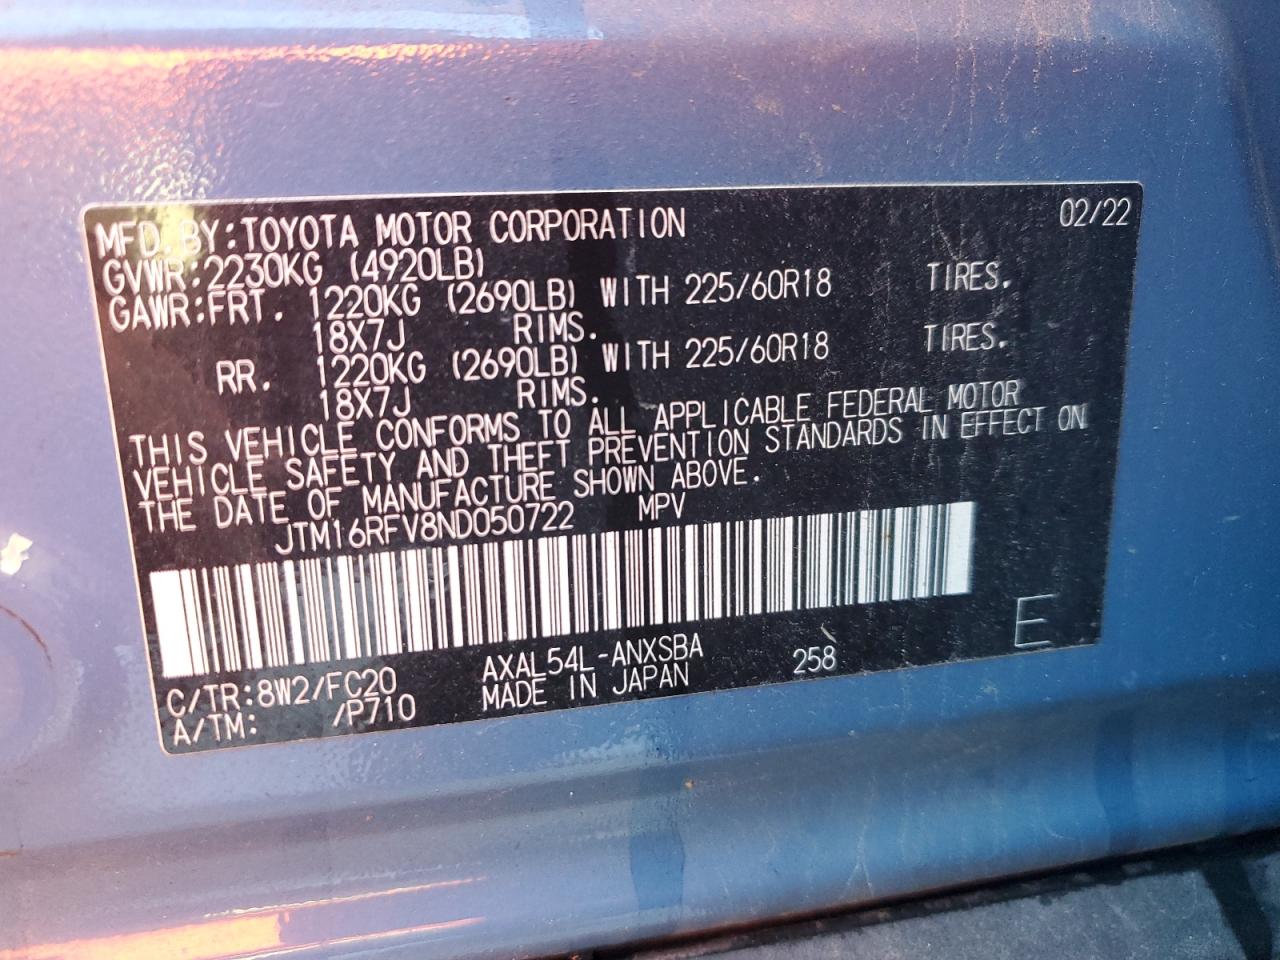 MFD. BY: TOYOTA MOTOR CORPORATION 02/22
GVWR: 2230KG (4920LB)
GAWR: FRT. 1220KG (2690LB) WITH 225/60R18 TIRES.
18X7J RIMS.
RR. 1220KG (2690LB) WITH 225/60R18 TIRES.
18X7J RIMS.
THIS VEHICLE CONFORMS TO ALL APPLICABLE FEDERAL MOTOR
VEHICLE SAFETY AND THEFT PREVENTION STANDARDS IN EFFECT ON
THE DATE OF MANUFACTURE SHOWN ABOVE.
JTM16RFV8ND050722 MPV
C/TR: 8W2/FC20 AXAL54L-ANXSBA 258 E
A/TM: /P710 MADE IN JAPAN